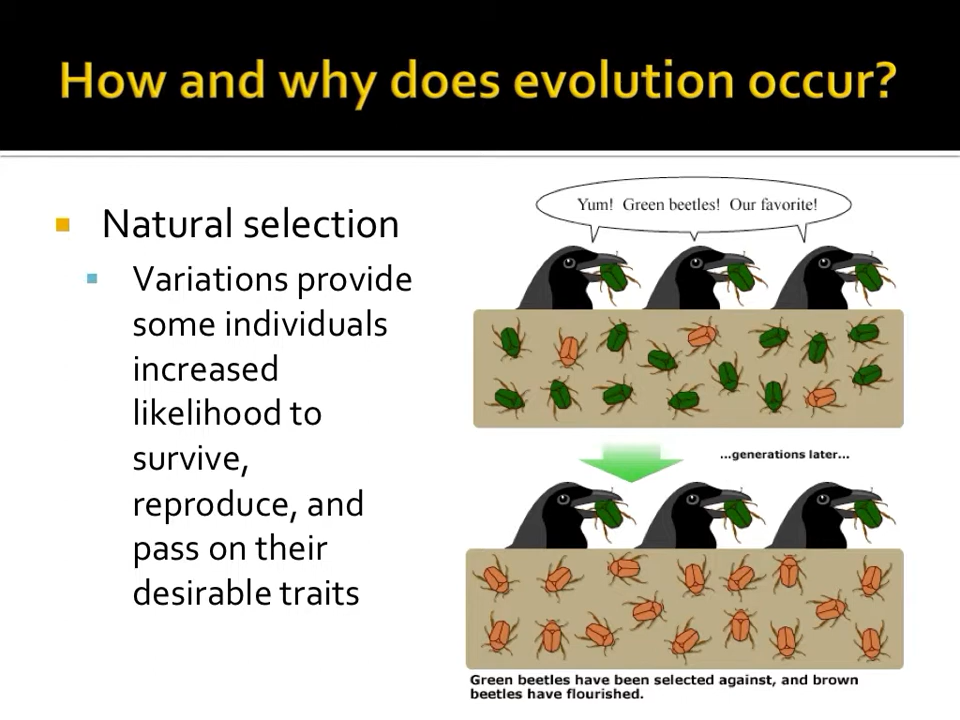 How and why does evolution occur?
Natural selection
Variations provide
some individuals
increased
likelihood to
survive,
reproduce, and
pass on their
desirable traits
Yum! Green beetles! Our favorite!
...generations later...
Green beetles have been selected against, and brown
beetles have flourished.